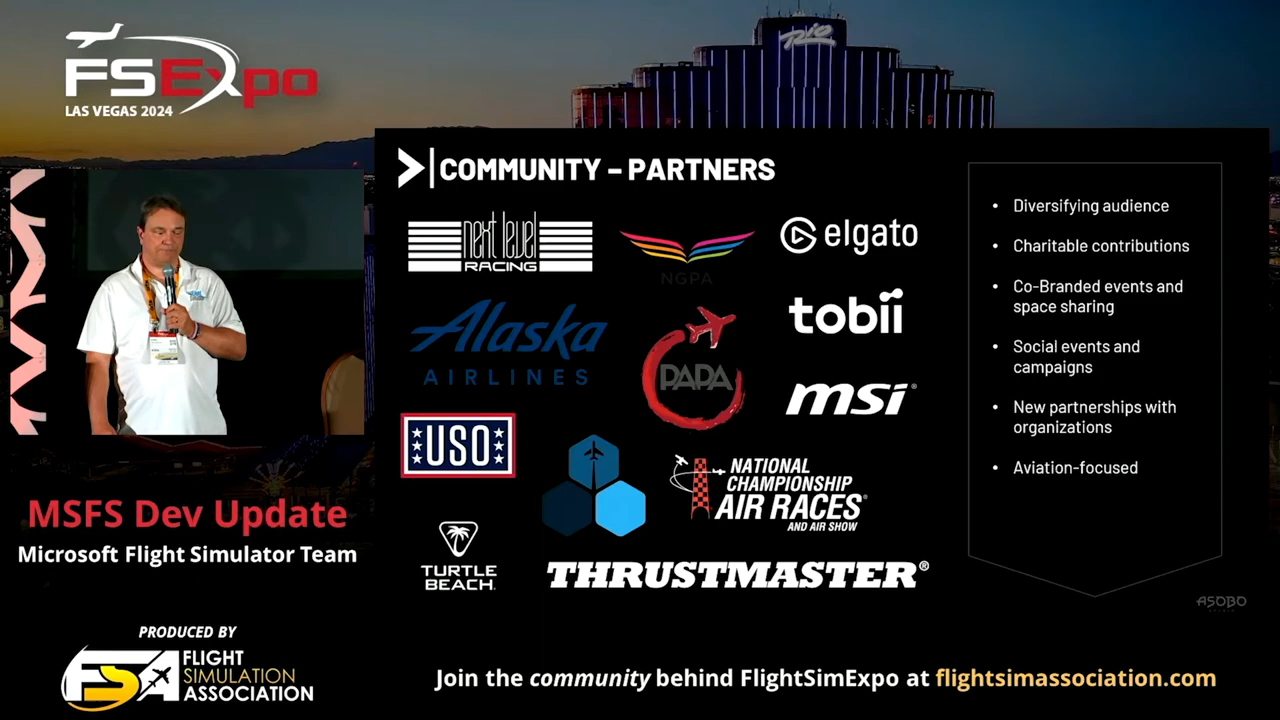 FSExpo
LAS VEGAS 2024
Rio
COMMUNITY – PARTNERS
next level
RACING
NGPA
elgato
Alaska
AIRLINES
PAPA
tobii
msi®
USO
NATIONAL
CHAMPIONSHIP
AIR RACES®
AND AIR SHOW
TURTLE
BEACH®
THRUSTMASTER®
• Diversifying audience
• Charitable contributions
• Co-Branded events and
space sharing
• Social events and
campaigns
• New partnerships with
organizations
• Aviation-focused
ASOBO
MSFS Dev Update
Microsoft Flight Simulator Team
PRODUCED BY
FSA
FLIGHT
SIMULATION
ASSOCIATION
Join the community behind FlightSimExpo at flightsimassociation.com